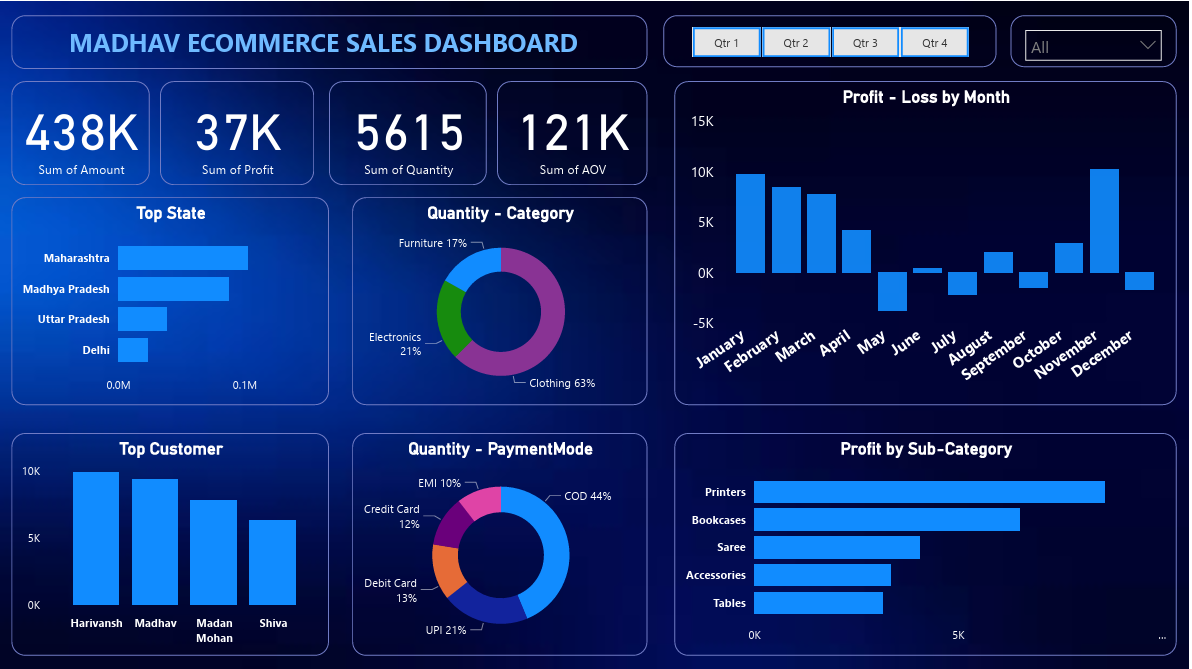 MADHAV ECOMMERCE SALES DASHBOARD
Qtr 1
Qtr 2
Qtr 3
Qtr 4
All
438K
Sum of Amount
37K
Sum of Profit
5615
Sum of Quantity
121K
Sum of AOV
Profit - Loss by Month
15K
10K
5K
0K
-5K
January
February
March
April
May
June
July
August
September
October
November
December
Top State
Maharashtra
Madhya Pradesh
Uttar Pradesh
Delhi
0.0M
0.1M
Quantity - Category
Furniture 17%
Electronics
21%
Clothing 63%
Top Customer
10K
5K
0K
Harivansh
Madhav
Madan
Mohan
Shiva
Quantity - PaymentMode
EMI 10%
COD 44%
Credit Card
12%
Debit Card
13%
UPI 21%
Profit by Sub-Category
Printers
Bookcases
Saree
Accessories
Tables
0K
5K
...